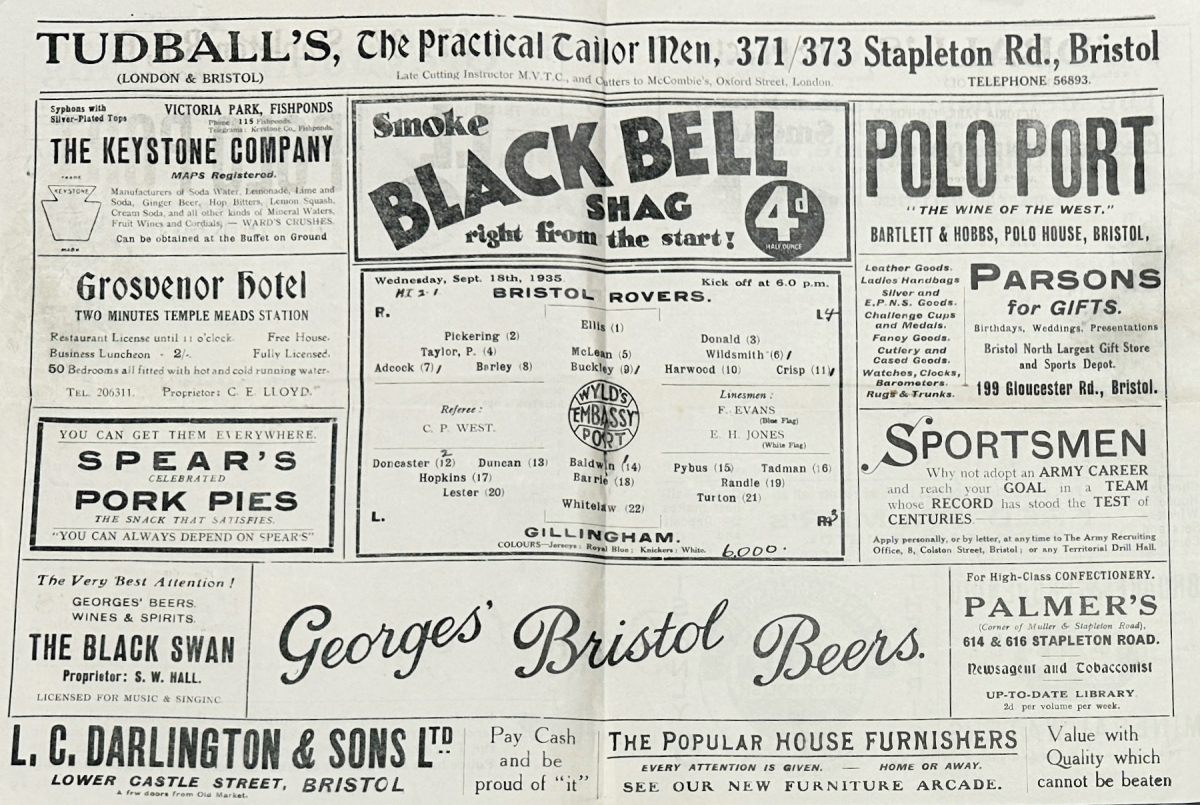 TUDBALL'S, The Practical Tailor Men, 371/373 Stapleton Rd., Bristol
(LONDON & BRISTOL) Late Cutting Instructor M.V.T.C., and Cutters to McCombie's, Oxford Street, London. TELEPHONE 56893.
Syphons with
Silver-Plated Tops
VICTORIA PARK, FISHPONDS
Phone: 115 Fishponds.
Telegrams: Keystone Co., Fishponds.
THE KEYSTONE COMPANY
MAPS Registered.
TRADE
KEYSTONE
MARK
Manufacturers of Soda Water, Lemonade, Lime and
Soda, Ginger Beer, Hop Bitters, Lemon Squash,
Cream Soda, and all other kinds of Mineral Waters,
Fruit Wines and Cordials, — WARD'S CRUSHES.
Can be obtained at the Buffet on Ground
Smoke
BLACK BELL
SHAG
right from the start!
4d
HALF OUNCE
POLO PORT
"THE WINE OF THE WEST."
BARTLETT & HOBBS, POLO HOUSE, BRISTOL,
Grosvenor Hotel
TWO MINUTES TEMPLE MEADS STATION
Restaurant License until 11 o'clock. Free House.
Business Luncheon - 2/-. Fully Licensed.
50 Bedrooms all fitted with hot and cold running water.
TEL. 206311. Proprietor: C. E. LLOYD.
Wednesday, Sept. 18th, 1935 Kick off at 6.0 p.m.
BRISTOL ROVERS.
R. L4
Ellis (1)
Pickering (2) Donald (3)
Taylor, P. (4) McLean (5) Wildsmith (6)
Adcock (7) Barley (8) Buckley (9) Harwood (10) Crisp (11)
Referee:
C. P. WEST.
WYLD'S
EMBASSY
PORT
Linesmen:
F. EVANS
(Blue Flag)
E. H. JONES
(White Flag)
2
Doncaster (12) Duncan (13) Baldwin (14) Pybus (15) Tadman (16)
Hopkins (17) Barrie (18) Randle (19)
Lester (20) Turton (21)
Whitelaw (22)
L. R3
GILLINGHAM.
COLOURS—Jerseys: Royal Blue; Knickers: White. 6,000.
Leather Goods.
Ladies Handbags
Silver and
E.P.N.S. Goods.
Challenge Cups
and Medals.
Fancy Goods.
Cutlery and
Cased Goods.
Watches, Clocks,
Barometers.
Rugs & Trunks.
PARSONS
for GIFTS.
Birthdays, Weddings, Presentations
Bristol North Largest Gift Store
and Sports Depot.
199 Gloucester Rd., Bristol.
YOU CAN GET THEM EVERYWHERE.
SPEAR'S
CELEBRATED
PORK PIES
THE SNACK THAT SATISFIES.
"YOU CAN ALWAYS DEPEND ON SPEAR'S"
SPORTSMEN
Why not adopt an ARMY CAREER
and reach your GOAL in a TEAM
whose RECORD has stood the TEST of
CENTURIES
Apply personally, or by letter, at any time to The Army Recruiting
Office, 8, Colston Street, Bristol; or any Territorial Drill Hall.
The Very Best Attention!
GEORGES' BEERS.
WINES & SPIRITS.
THE BLACK SWAN
Proprietor: S. W. HALL.
LICENSED FOR MUSIC & SINGING
Georges' Bristol Beers.
For High-Class CONFECTIONERY.
PALMER'S
(Corner of Muller & Stapleton Road),
614 & 616 STAPLETON ROAD.
Newsagent and Tobacconist
UP-TO-DATE LIBRARY
2d per volume per week.
L. C. DARLINGTON & SONS LTD
LOWER CASTLE STREET, BRISTOL
A few doors from Old Market.
Pay Cash
and be
proud of "it"
THE POPULAR HOUSE FURNISHERS
EVERY ATTENTION IS GIVEN. — HOME OR AWAY.
SEE OUR NEW FURNITURE ARCADE.
Value with
Quality which
cannot be beaten